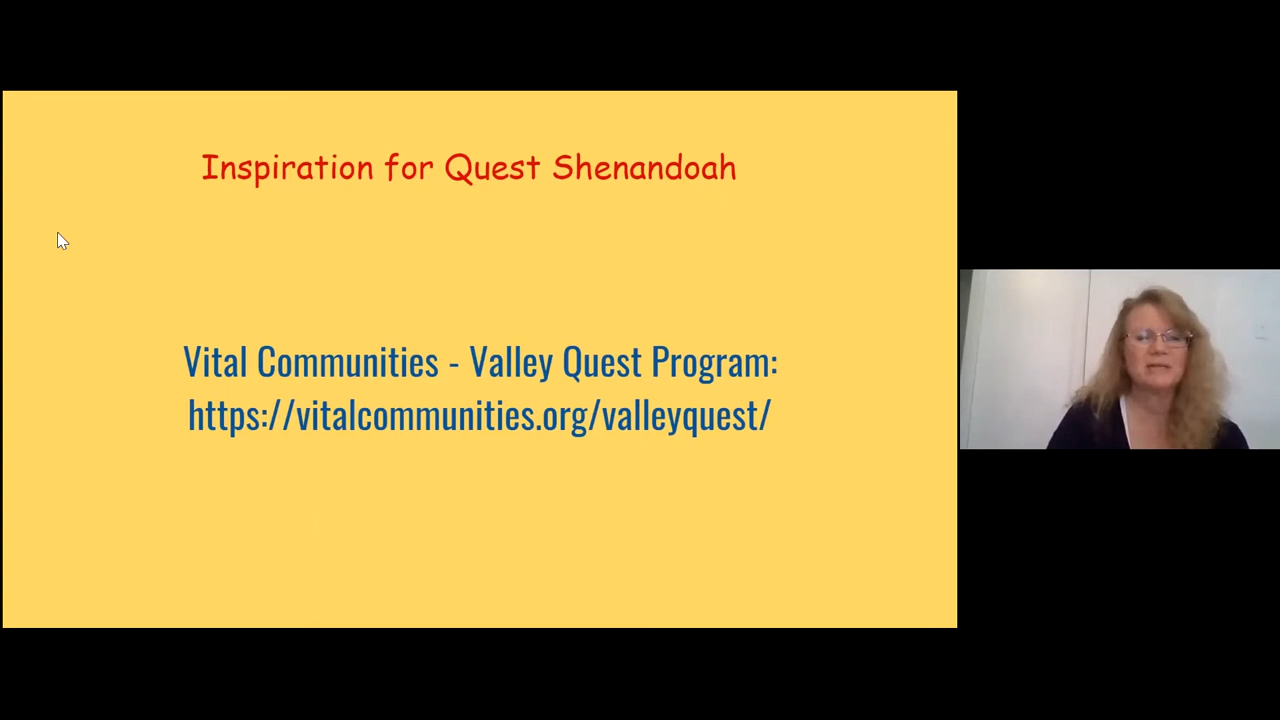 Inspiration for Quest Shenandoah
Vital Communities - Valley Quest Program:
https://vitalcommunities.org/valleyquest/